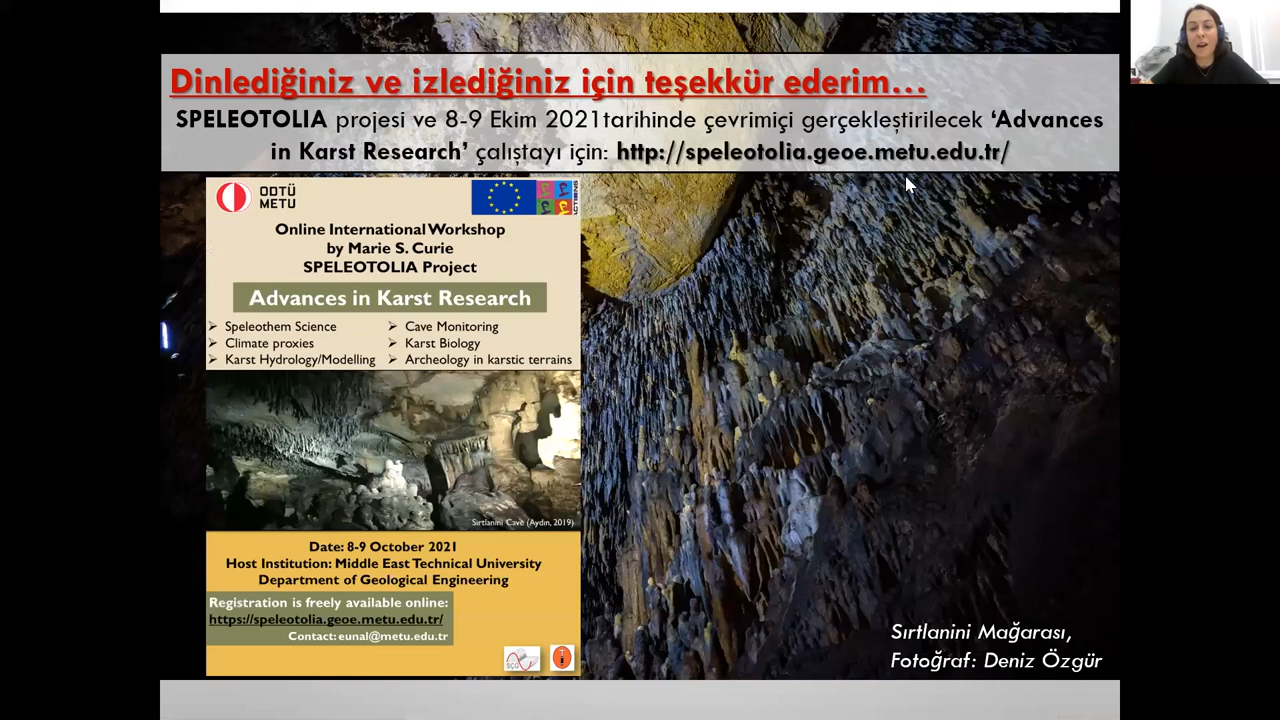 Dinlediğiniz ve izlediğiniz için teşekkür ederim...
SPELEOTOLIA projesi ve 8-9 Ekim 2021tarihinde çevrimiçi gerçekleştirilecek ‘Advances
in Karst Research’ çalıştayı için: http://speleotolia.geoe.metu.edu.tr/
ODTÜ
METU
Online International Workshop
by Marie S. Curie
SPELEOTOLIA Project
Advances in Karst Research
Speleothem Science
Climate proxies
Karst Hydrology/Modelling
Cave Monitoring
Karst Biology
Archeology in karstic terrains
Sırtlanini Cave (Aydın, 2019)
Date: 8-9 October 2021
Host Institution: Middle East Technical University
Department of Geological Engineering
Registration is freely available online:
https://speleotolia.geoe.metu.edu.tr/
Contact: eunal@metu.edu.tr
Sırtlanini Mağarası,
Fotoğraf: Deniz Özgür